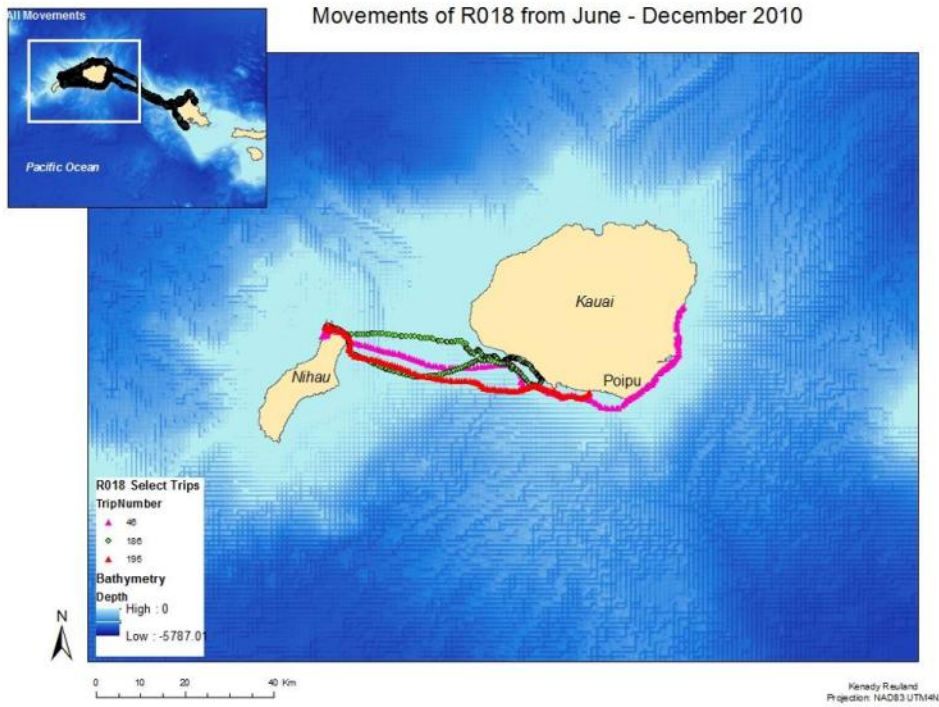 Movements of R018 from June - December 2010
All Movements
Pacific Ocean
Kauai
Nihau
Poipu
R018 Select Trips
TripNumber
46
186
195
Bathymetry
Depth
High : 0
Low : -5787.01
N
0 10 20 40 Km
Kenady Reuland
Projection: NAD83 UTM4N